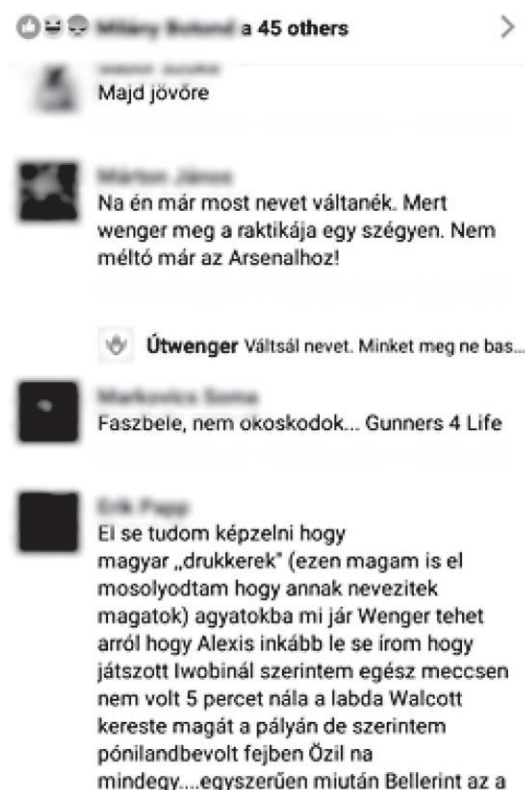 a 45 others
Majd jövőre
Na én már most nevet váltanék. Mert
wenger meg a raktikája egy szégyen. Nem
méltó már az Arsenalhoz!
Útwenger Váltsál nevet. Minket meg ne bas...
Faszbele, nem okoskodok... Gunners 4 Life
El se tudom képzelni hogy
magyar „drukkerek" (ezen magam is el
mosolyodtam hogy annak nevezitek
magatok) agyatokba mi jár Wenger tehet
arról hogy Alexis inkább le se írom hogy
játszott Iwobinál szerintem egész meccsen
nem volt 5 percet nála a labda Walcott
kereste magát a pályán de szerintem
pónilandbevolt fejben Özil na
mindegy....egyszerűen miután Bellerint az a